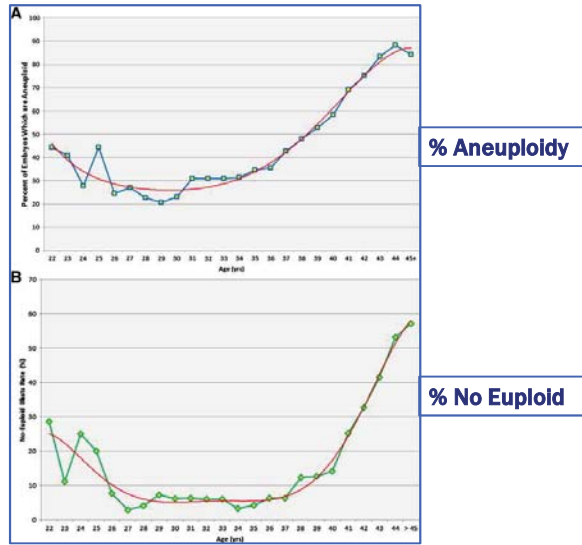 A
100
90
80
70
60
50
40
30
20
10
0
Percent of Embryos Which are Aneuploid
22 23 24 25 26 27 28 29 30 31 32 33 34 35 36 37 38 39 40 41 42 43 44 45+
Age (yrs)
% Aneuploidy
B
70
60
50
40
30
20
10
0
No-Euploid Rate (%)
22 23 24 25 26 27 28 29 30 31 32 33 34 35 36 37 38 39 40 41 42 43 44 > 45
Age (yrs)
% No Euploid